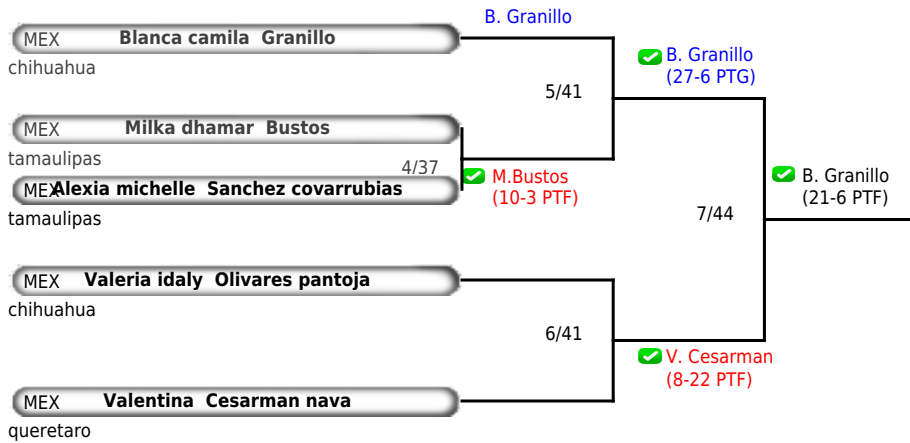 B. Granillo
MEX Blanca camila  Granillo
chihuahua
B. Granillo
(27-6 PTG)
5/41
MEX Milka dhamar  Bustos
tamaulipas
4/37
MEX Alexia michelle  Sanchez covarrubias
tamaulipas
M.Bustos
(10-3 PTF)
B. Granillo
(21-6 PTF)
7/44
MEX Valeria idaly  Olivares pantoja
chihuahua
6/41
V. Cesarman
(8-22 PTF)
MEX Valentina  Cesarman nava
queretaro